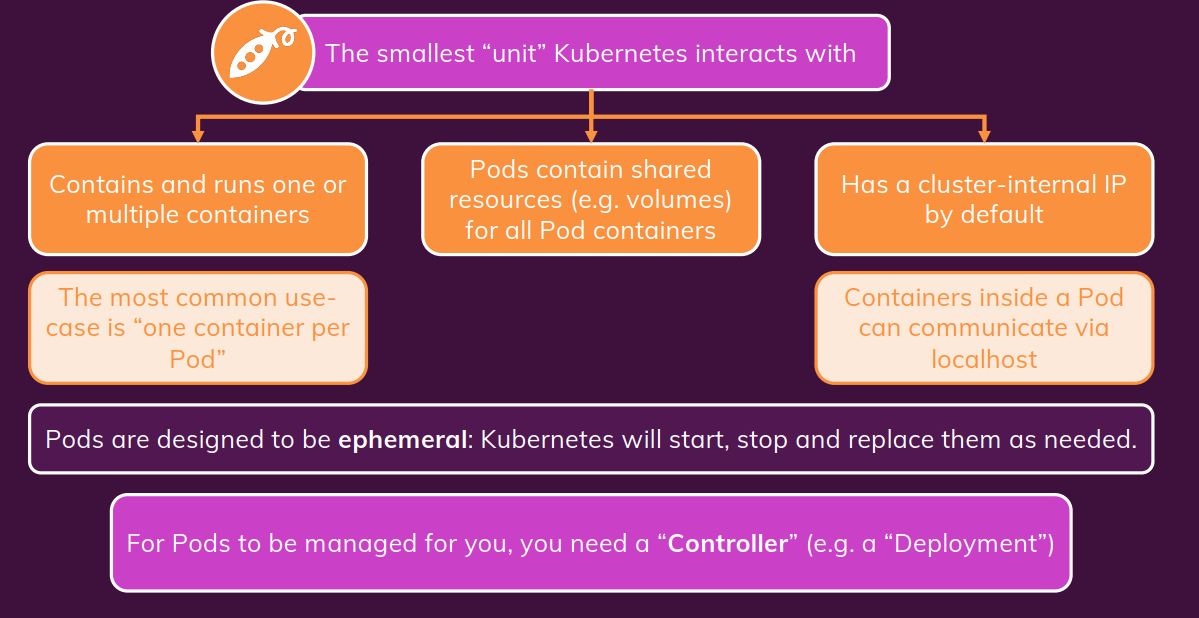 The smallest “unit” Kubernetes interacts with
Contains and runs one or
multiple containers
Pods contain shared
resources (e.g. volumes)
for all Pod containers
Has a cluster-internal IP
by default
The most common use-
case is “one container per
Pod”
Containers inside a Pod
can communicate via
localhost
Pods are designed to be ephemeral: Kubernetes will start, stop and replace them as needed.
For Pods to be managed for you, you need a “Controller” (e.g. a “Deployment”)